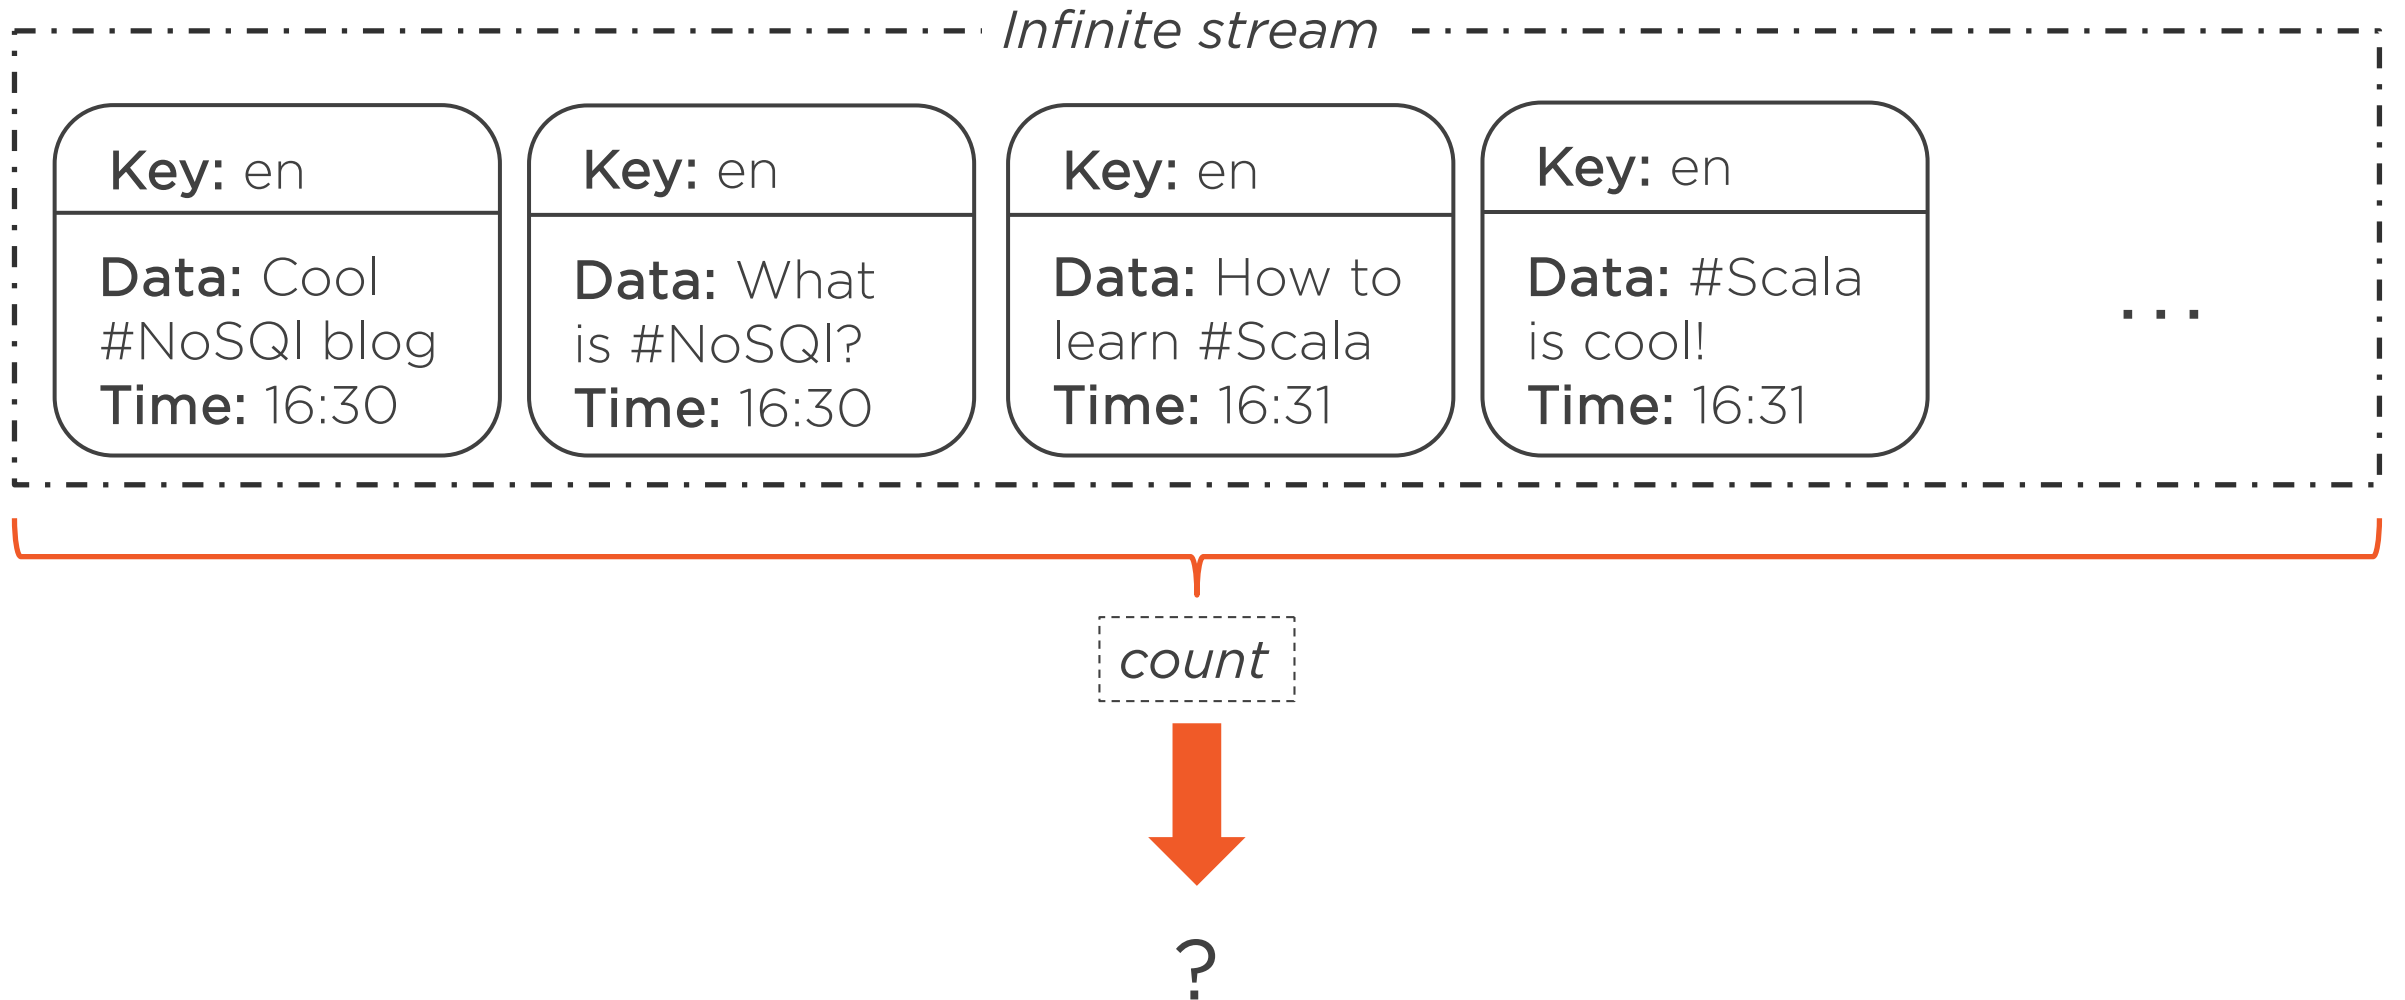 Infinite stream
Key: en
Data: Cool
#NoSQl blog
Time: 16:30
Key: en
Data: What
is #NoSQl?
Time: 16:30
Key: en
Data: How to
learn #Scala
Time: 16:31
Key: en
Data: #Scala
is cool!
Time: 16:31
...
count
?